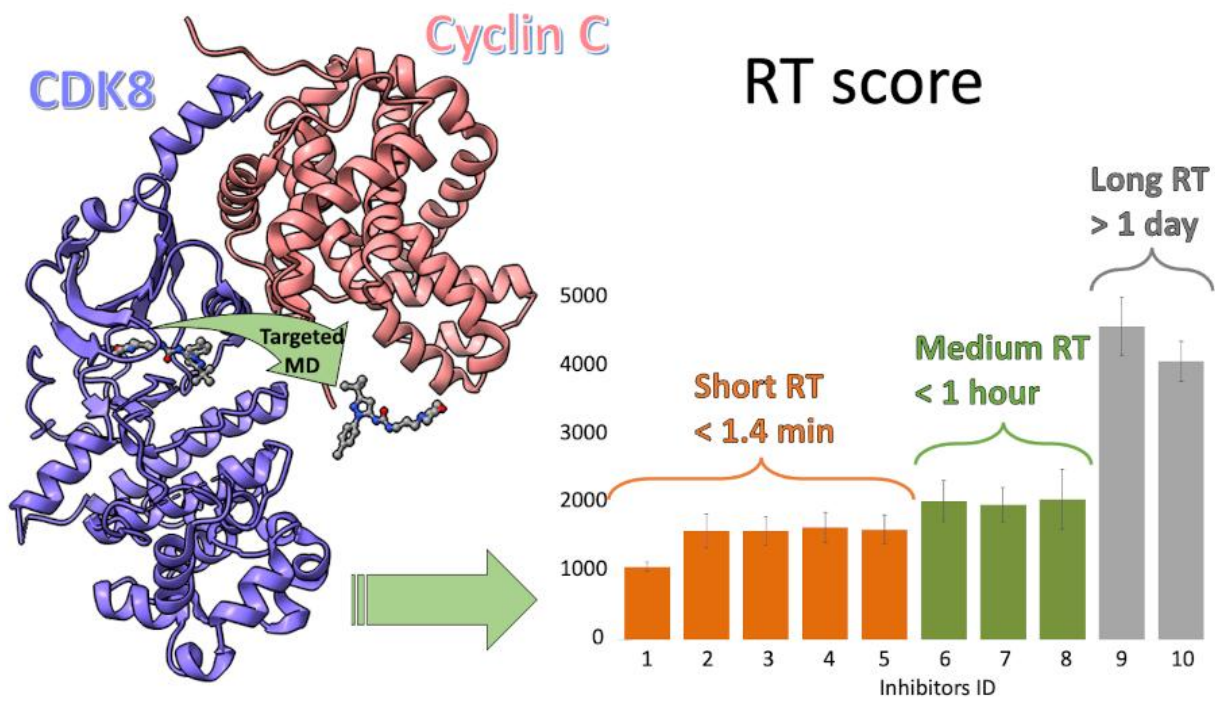 Cyclin C
CDK8
RT score
Targeted
MD
Long RT
> 1 day
Medium RT
< 1 hour
Short RT
< 1.4 min
5000
4000
3000
2000
1000
0
1 2 3 4 5 6 7 8 9 10
Inhibitors ID